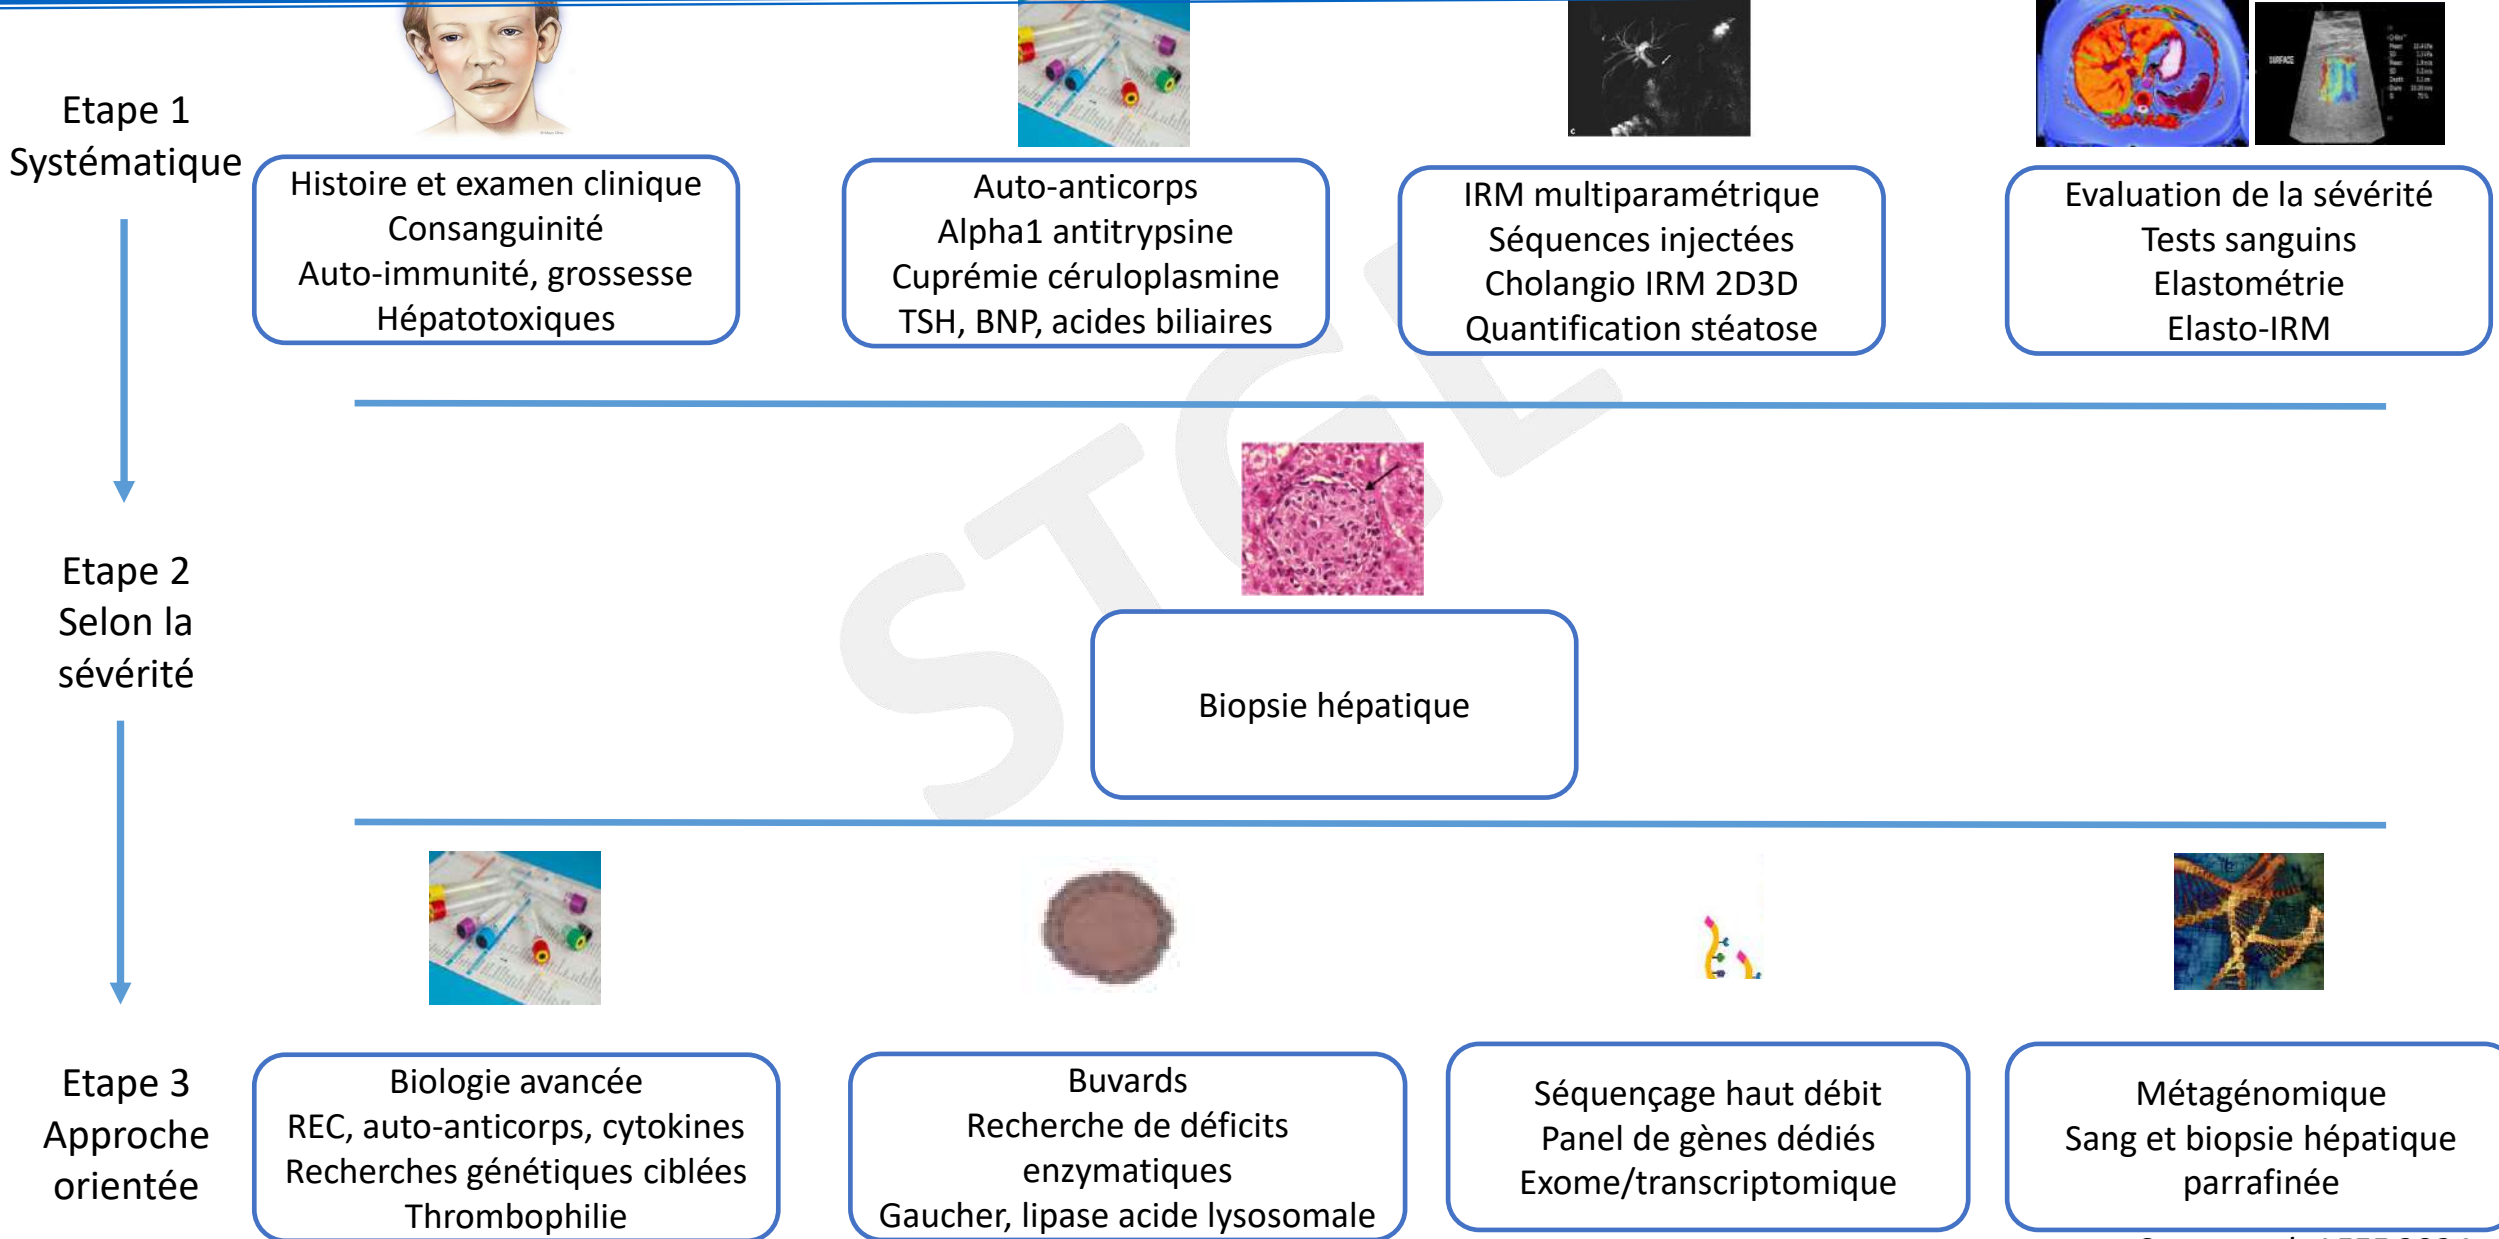 Etape 1
Systématique
Histoire et examen clinique
Consanguinité
Auto-immunité, grossesse
Hépatotoxiques
Auto-anticorps
Alpha1 antitrypsine
Cuprémie céruloplasmine
TSH, BNP, acides biliaires
IRM multiparamétrique
Séquences injectées
Cholangio IRM 2D3D
Quantification stéatose
SURFACE
Evaluation de la sévérité
Tests sanguins
Elastométrie
Elasto-IRM
STGE
Etape 2
Selon la
sévérité
Biopsie hépatique
Etape 3
Approche
orientée
Biologie avancée
REC, auto-anticorps, cytokines
Recherches génétiques ciblées
Thrombophilie
Buvards
Recherche de déficits
enzymatiques
Gaucher, lipase acide lysosomale
Séquençage haut débit
Panel de gènes dédiés
Exome/transcriptomique
Métagénomique
Sang et biopsie hépatique
parrafinée